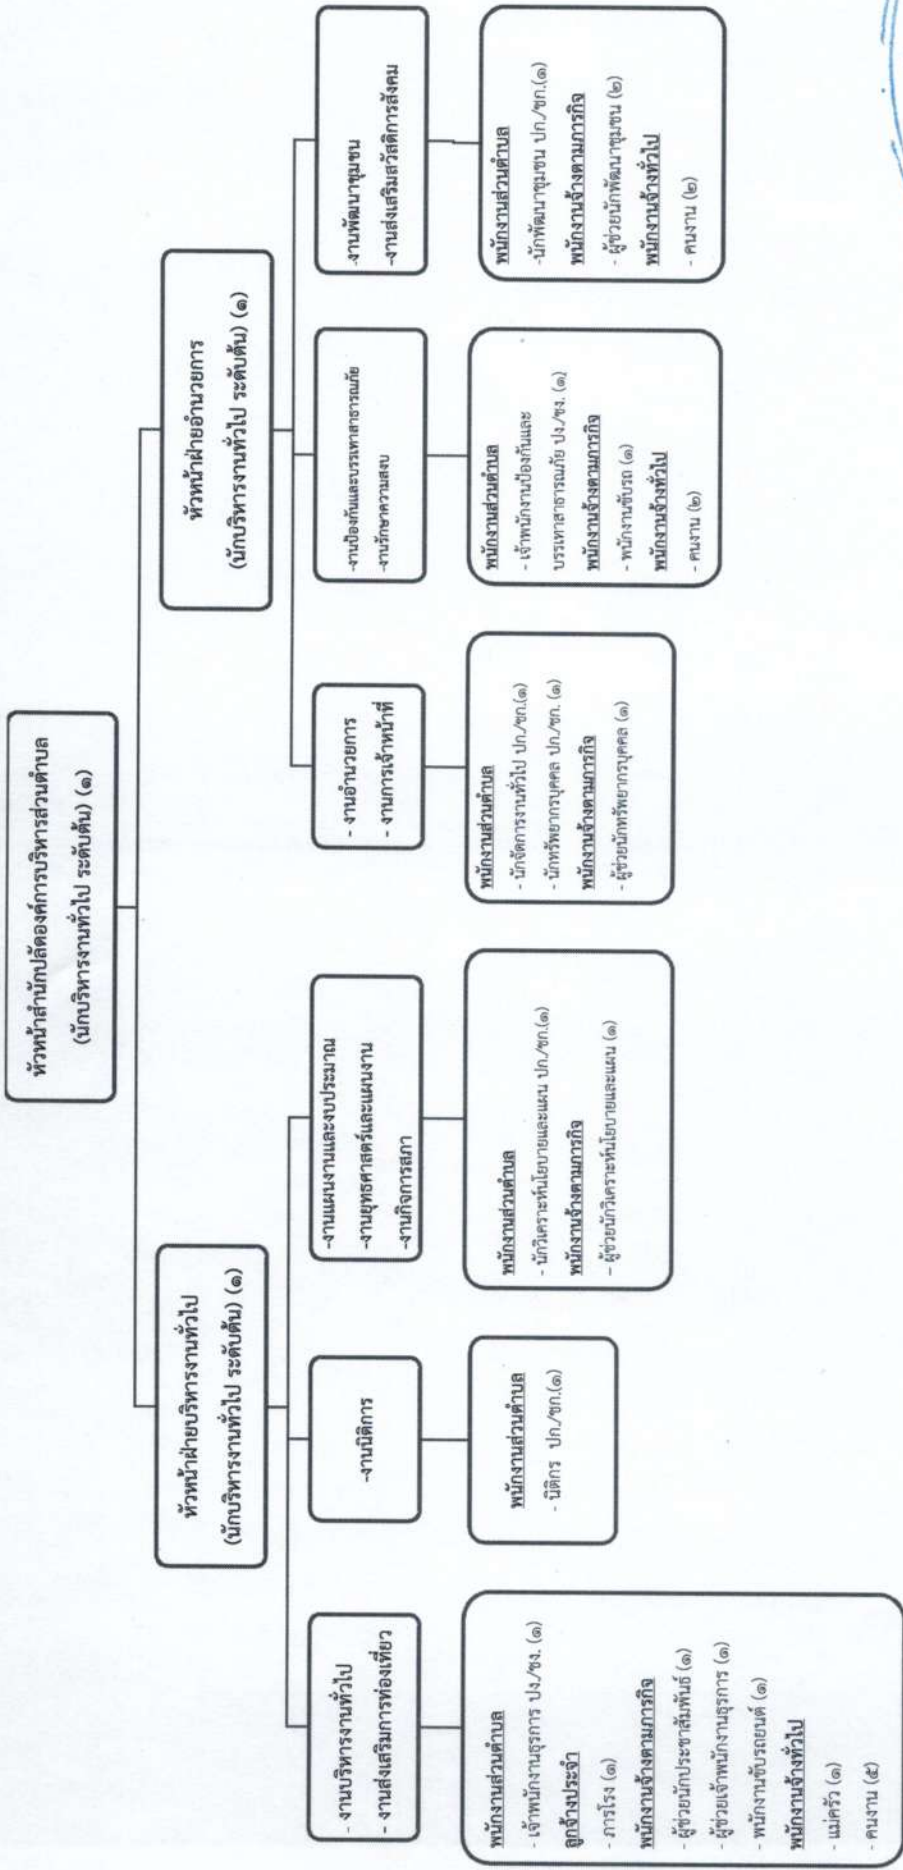 หัวหน้าสำนักปลัดองค์การบริหารส่วนตำบล
(นักบริหารงานทั่วไป ระดับต้น) (๑)
หัวหน้าฝ่ายบริหารงานทั่วไป
(นักบริหารงานทั่วไป ระดับต้น) (๑)
หัวหน้าฝ่ายอำนวยการ
(นักบริหารงานทั่วไป ระดับต้น) (๑)
- งานบริหารงานทั่วไป
- งานส่งเสริมการท่องเที่ยว
-งานนิติการ
-งานแผนงานและงบประมาณ
-งานยุทธศาสตร์และแผนงาน
-งานกิจการสภา
- งานอำนวยการ
- งานการเจ้าหน้าที่
-งานป้องกันและบรรเทาสาธารณภัย
-งานรักษาความสงบ
-งานพัฒนาชุมชน
-งานส่งเสริมสวัสดิการสังคม
พนักงานส่วนตำบล
- เจ้าพนักงานธุรการ ปง./ชง. (๑)
ลูกจ้างประจำ
- ภารโรง (๑)
พนักงานจ้างตามภารกิจ
- ผู้ช่วยนักประชาสัมพันธ์ (๑)
- ผู้ช่วยเจ้าพนักงานธุรการ (๑)
- พนักงานขับรถยนต์ (๑)
พนักงานจ้างทั่วไป
- แม่ครัว (๑)
- คนงาน (๕)
พนักงานส่วนตำบล
- นิติกร ปก./ชก.(๑)
พนักงานส่วนตำบล
- นักวิเคราะห์นโยบายและแผน ปก./ชก.(๑)
พนักงานจ้างตามภารกิจ
– ผู้ช่วยนักวิเคราะห์นโยบายและแผน (๑)
พนักงานส่วนตำบล
- นักจัดการงานทั่วไป ปก./ชก.(๑)
- นักทรัพยากรบุคคล ปก./ชก. (๑)
พนักงานจ้างตามภารกิจ
- ผู้ช่วยนักทรัพยากรบุคคล (๑)
พนักงานส่วนตำบล
- เจ้าพนักงานป้องกันและ
บรรเทาสาธารณภัย ปง./ชง. (๑)
พนักงานจ้างตามภารกิจ
- พนักงานขับรถ (๑)
พนักงานจ้างทั่วไป
- คนงาน (๒)
พนักงานส่วนตำบล
-นักพัฒนาชุมชน ปก./ชก.(๑)
พนักงานจ้างตามภารกิจ
- ผู้ช่วยนักพัฒนาชุมชน (๒)
พนักงานจ้างทั่วไป
- คนงาน (๒)